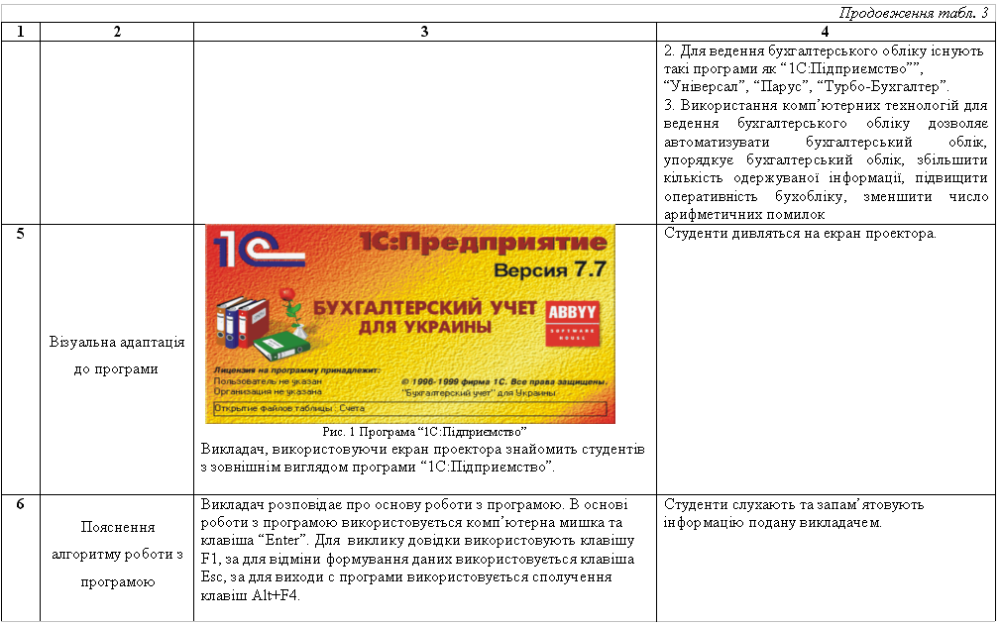 Продовження табл. 3
1 2 3 4
2. Для ведення бухгалтерського обліку існують
такі програми як “1С:Підприємство””,
“Універсал”, “Парус”, “Турбо-Бухгалтер”.
3. Використання комп’ютерних технологій для
ведення бухгалтерського обліку дозволяє
автоматизувати бухгалтерський облік,
упорядкує бухгалтерський облік, збільшити
кількість одержуваної інформації, підвищити
оперативність бухобліку, зменшити число
арифметичних помилок
5
Візуальна адаптація
до програми
1С
1С:Предприятие
Версия 7.7
БУХГАЛТЕРСКИЙ УЧЕТ
ДЛЯ УКРАИНЫ
ABBYY
SOFTWARE
HOUSE
Лицензия на программу принадлежит:
Пользователь не указан
Организация не указана
© 1996-1999 фирма 1С. Все права защищены.
"Бухгалтерский учет" для Украины
Открытие файлов таблицы: Счета
Рис. 1 Програма “1С:Підприємство”
Викладач, використовуючи екран проектора знайомить студентів
з зовнішнім виглядом програми “1С:Підприємство”.
Студенти дивляться на екран проектора.
6
Пояснення
алгоритму роботи з
програмою
Викладач розповідає про основу роботи з програмою. В основі
роботи з програмою використовується комп’ютерна мишка та
клавіша “Enter”. Для виклику довідки використовують клавішу
F1, за для відміни формування даних використовується клавіша
Esc, за для виходи с програми використовується сполучення
клавіш Alt+F4.
Студенти слухають та запам’ятовують
інформацію подану викладачем.